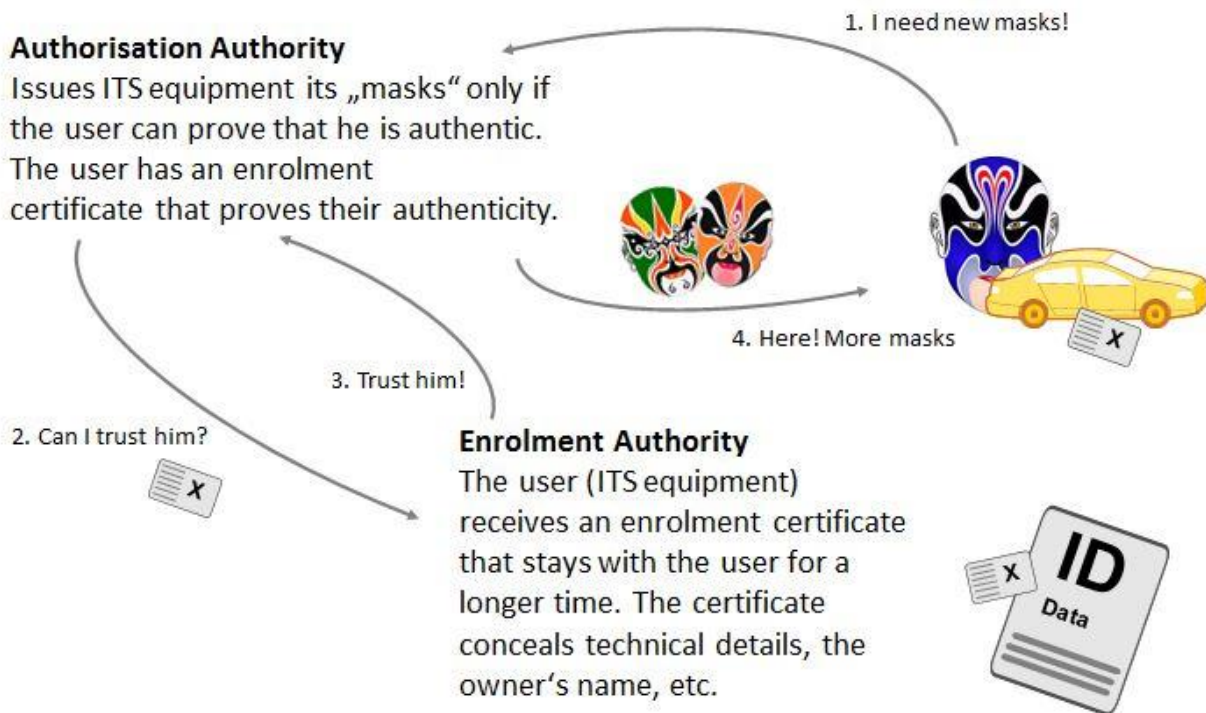 1. I need new masks!
Authorisation Authority
Issues ITS equipment its „masks“ only if
the user can prove that he is authentic.
The user has an enrolment
certificate that proves their authenticity.
4. Here! More masks
X
3. Trust him!
2. Can I trust him?
X
Enrolment Authority
The user (ITS equipment)
receives an enrolment certificate
that stays with the user for a
longer time. The certificate
conceals technical details, the
owner‘s name, etc.
X
ID
Data